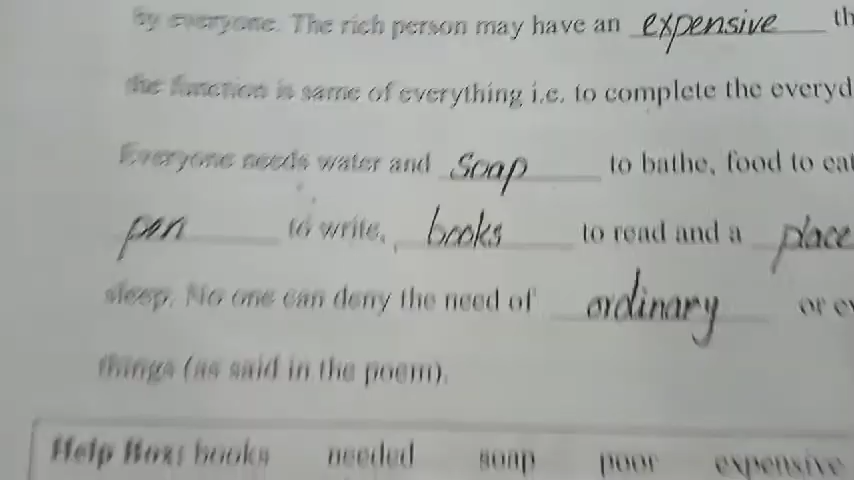 by everyone. The rich person may have an expensive th
the function is same of everything i.e. to complete the everyd
Everyone needs water and Soap to bathe, food to eat
pen to write, books to read and a place
sleep. No one can deny the need of ordinary or ev
things (as said in the poem).
Help Box: books needed soap poor expensive